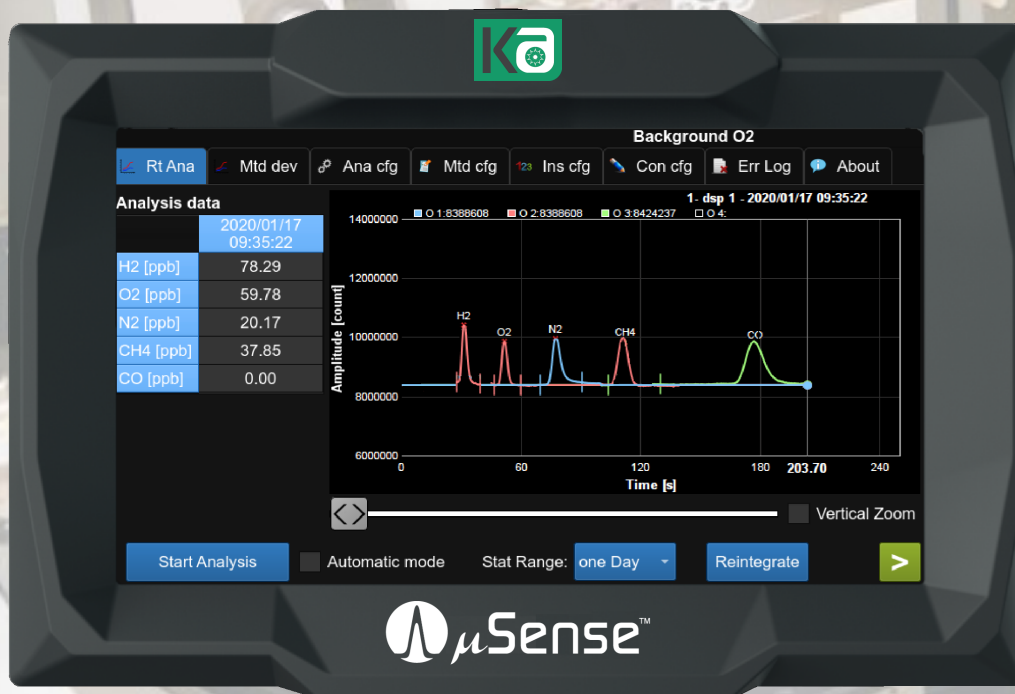 Ka
Background O2
Rt Ana Mtd dev Ana cfg Mtd cfg 123 Ins cfg Con cfg Err Log About
Analysis data
2020/01/17
09:35:22
H2 [ppb] 78.29
O2 [ppb] 59.78
N2 [ppb] 20.17
CH4 [ppb] 37.85
CO [ppb] 0.00
1- dsp 1 - 2020/01/17 09:35:22
O 1:8388608 O 2:8388608 O 3:8424237 O 4:
14000000
12000000
10000000
8000000
6000000
Amplitude [count]
H2 O2 N2 CH4 CO
0 60 120 180 203.70 240
Time [s]
Vertical Zoom
Start Analysis Automatic mode Stat Range: one Day Reintegrate >
µSense™